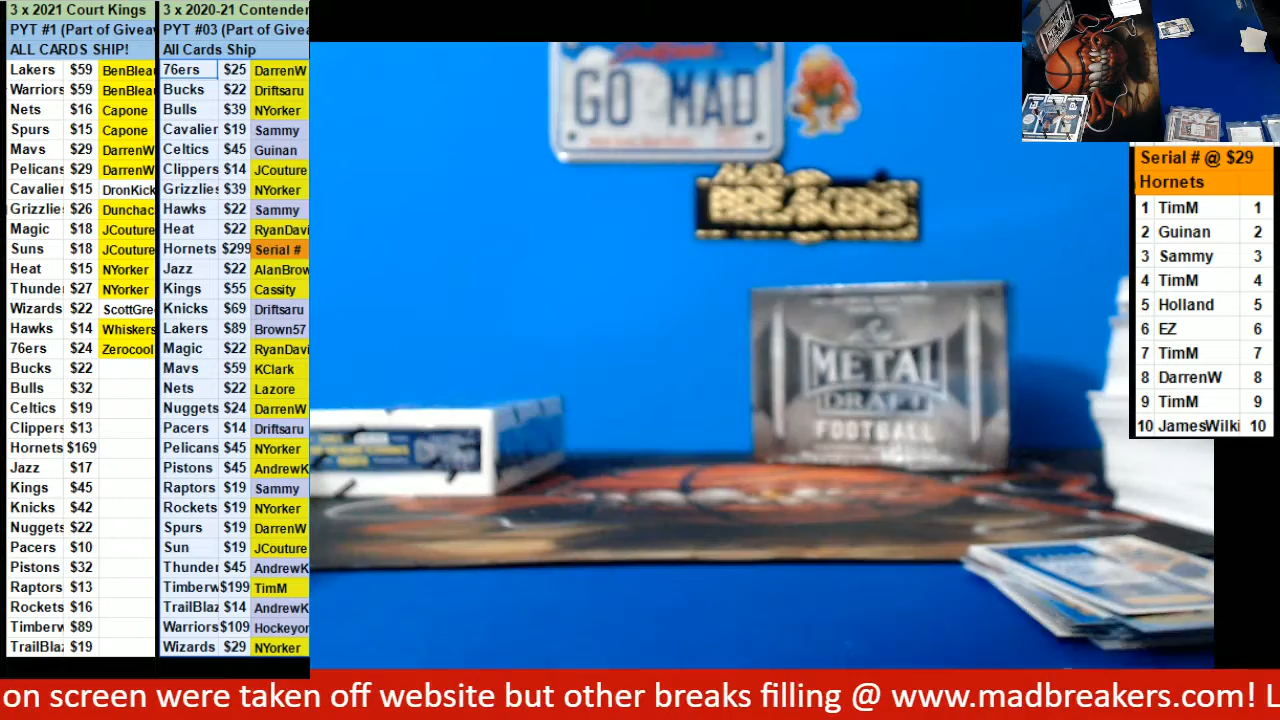 3 x 2021 Court Kings
PYT #1 (Part of Giveav
ALL CARDS SHIP!
Lakers $59 BenBlea
Warriors $59 BenBlea
Nets $16 Capone
Spurs $15 Capone
Mavs $29 DarrenW
Pelicans $29 DarrenW
Cavalier $15 DronKick
Grizzlie $26 Dunchac
Magic $18 JCouture
Suns $18 JCouture
Heat $15 NYorker
Thunde $27 NYorker
Wizards $22 ScottGre
Hawks $14 Whiskers
76ers $24 Zerocool
Bucks $22
Bulls $32
Celtics $19
Clippers $13
Hornets $169
Jazz $17
Kings $45
Knicks $42
Nuggets $22
Pacers $10
Pistons $32
Raptors $13
Rockets $16
Timberw $89
TrailBlaz $19
3 x 2020-21 Contender
PYT #03 (Part of Givea
All Cards Ship
76ers $25 DarrenW
Bucks $22 Driftsaru
Bulls $39 NYorker
Cavalier $19 Sammy
Celtics $45 Guinan
Clippers $14 JCouture
Grizzlies $39 NYorker
Hawks $22 Sammy
Heat $22 RyanDavi
Hornets $299 Serial #
Jazz $22 AlanBrow
Kings $55 Cassity
Knicks $69 Driftsaru
Lakers $89 Brown57
Magic $22 RyanDavi
Mavs $59 KClark
Nets $22 Lazore
Nuggets $24 DarrenW
Pacers $14 Driftsaru
Pelicans $45 NYorker
Pistons $45 AndrewK
Raptors $19 Sammy
Rockets $19 NYorker
Spurs $19 DarrenW
Sun $19 JCouture
Thunder $45 AndrewK
Timberw $199 TimM
TrailBlaz $14 AndrewK
Warriors $109 Hockeyor
Wizards $29 NYorker
GO MAD
MAD
BREAKERS
METAL
DRAFT
FOOTBALL
Serial # @ $29
Hornets
1 TimM 1
2 Guinan 2
3 Sammy 3
4 TimM 4
5 Holland 5
6 EZ 6
7 TimM 7
8 DarrenW 8
9 TimM 9
10 JamesWilki 10
on screen were taken off website but other breaks filling @ www.madbreakers.com! L